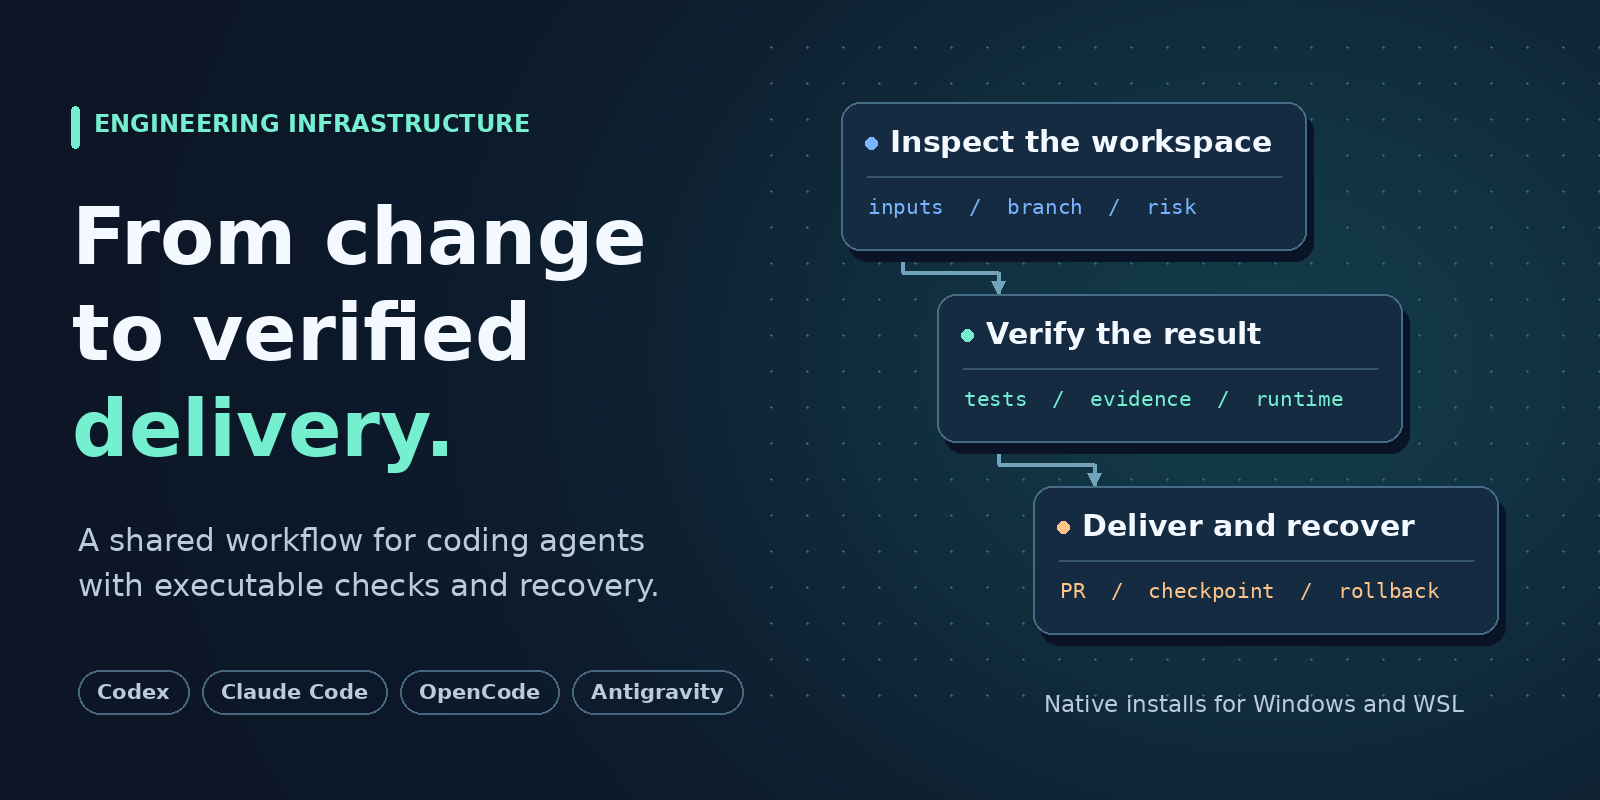 ENGINEERING INFRASTRUCTURE
From change
to verified
delivery.
A shared workflow for coding agents
with executable checks and recovery.
Codex
Claude Code
OpenCode
Antigravity
Inspect the workspace
inputs / branch / risk
Verify the result
tests / evidence / runtime
Deliver and recover
PR / checkpoint / rollback
Native installs for Windows and WSL